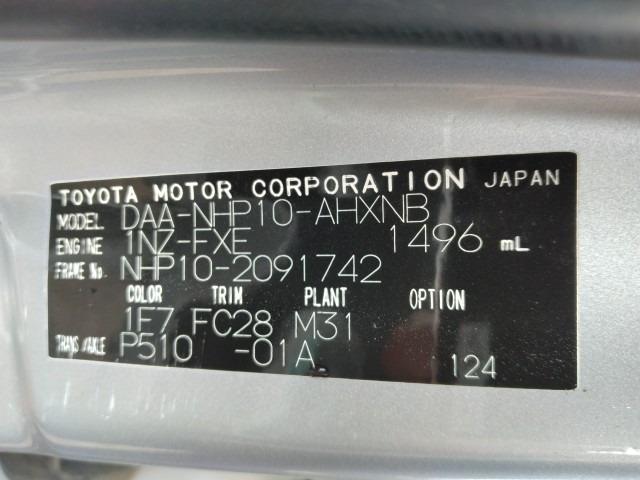 TOYOTA MOTOR CORPORATION JAPAN
MODEL DAA-NHP10-AHXNB
ENGINE 1NZ-FXE 1496 mL
FRAME No. NHP10-2091742
COLOR TRIM PLANT OPTION
1F7 FC28 M31
TRANS/AXLE P510 -01A 124